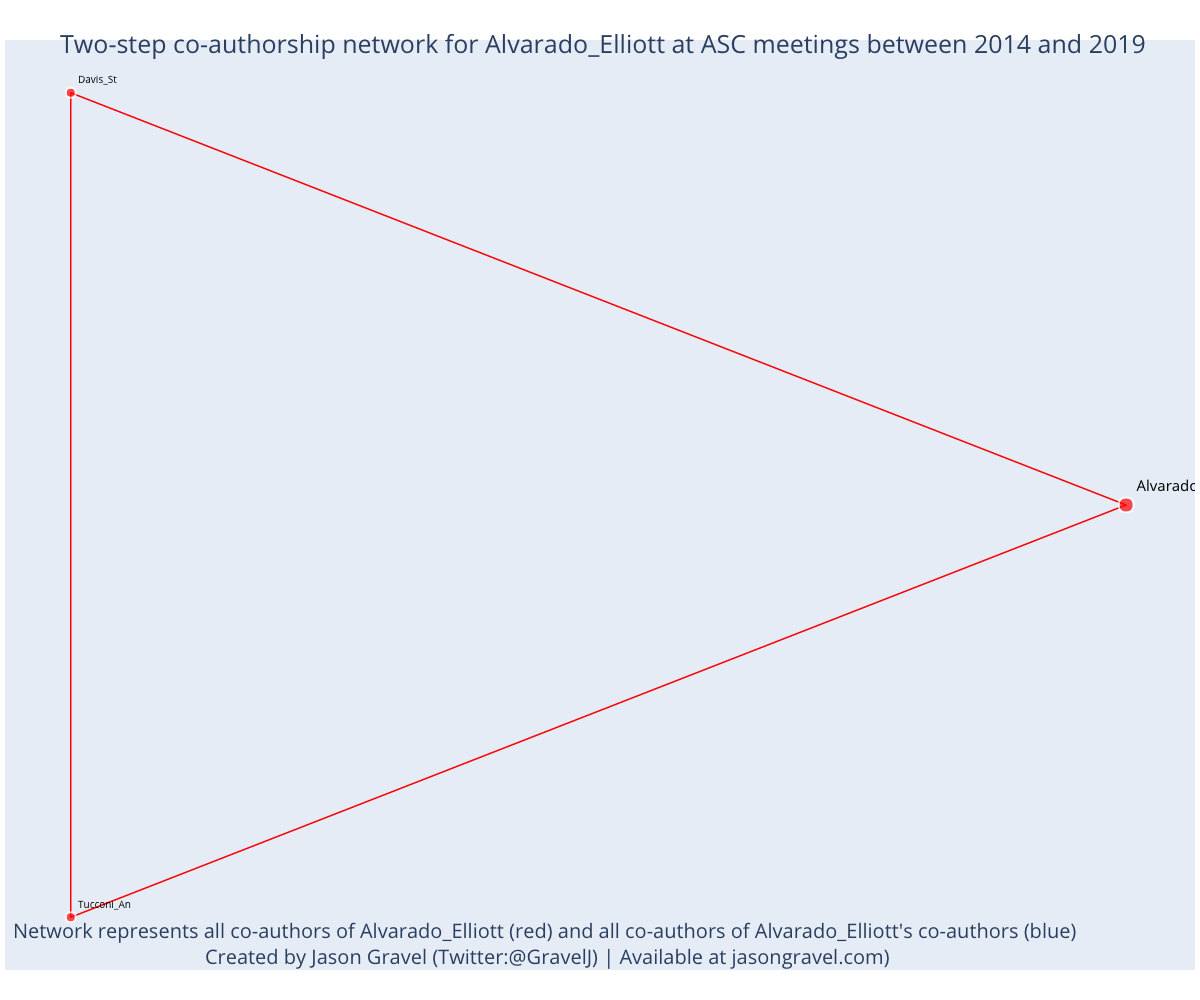 Two-step co-authorship network for Alvarado_Elliott at ASC meetings between 2014 and 2019
Davis_St
Alvarado
Tucconi_An
Network represents all co-authors of Alvarado_Elliott (red) and all co-authors of Alvarado_Elliott's co-authors (blue)
Created by Jason Gravel (Twitter:@GravelJ) | Available at jasongravel.com)